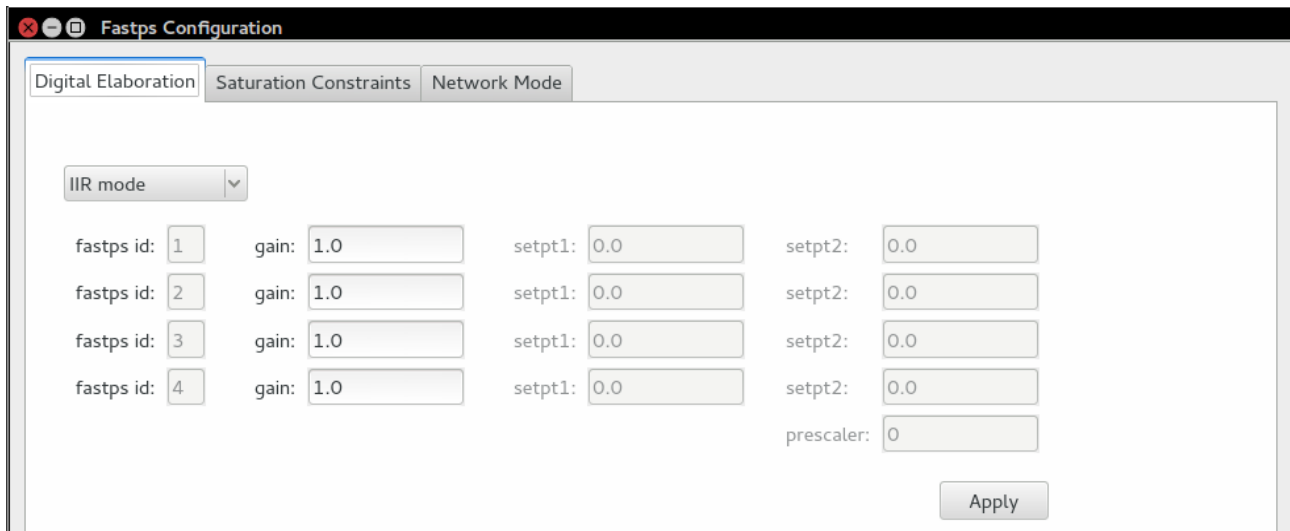 Fastps Configuration
Digital Elaboration Saturation Constraints Network Mode
IIR mode
fastps id: 1 gain: 1.0 setpt1: 0.0 setpt2: 0.0
fastps id: 2 gain: 1.0 setpt1: 0.0 setpt2: 0.0
fastps id: 3 gain: 1.0 setpt1: 0.0 setpt2: 0.0
fastps id: 4 gain: 1.0 setpt1: 0.0 setpt2: 0.0
prescaler: 0
Apply